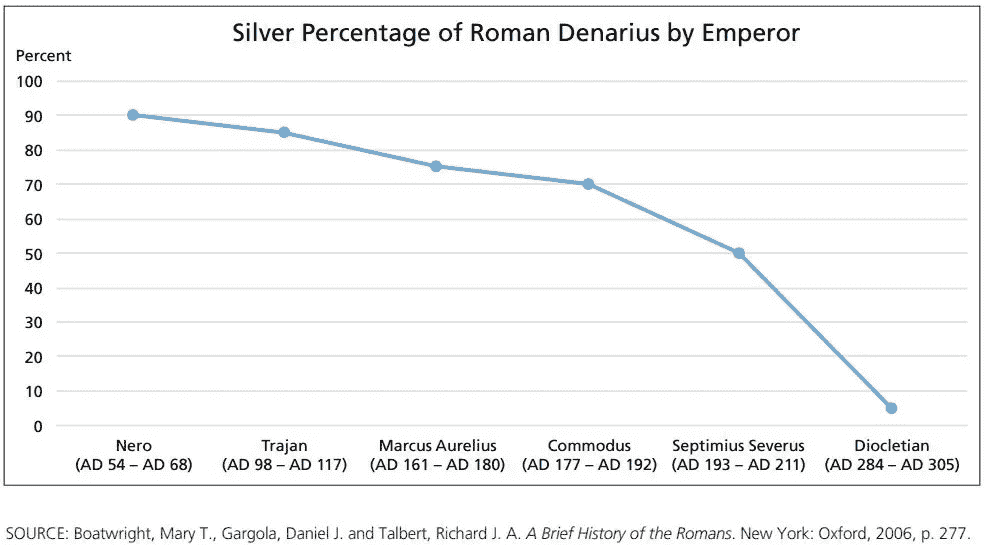 Silver Percentage of Roman Denarius by Emperor
Percent
100
90
80
70
60
50
40
30
20
10
0
Nero Trajan Marcus Aurelius Commodus Septimius Severus Diocletian
(AD 54 – AD 68) (AD 98 – AD 117) (AD 161 – AD 180) (AD 177 – AD 192) (AD 193 – AD 211) (AD 284 – AD 305)
SOURCE: Boatwright, Mary T., Gargola, Daniel J. and Talbert, Richard J. A. A Brief History of the Romans. New York: Oxford, 2006, p. 277.